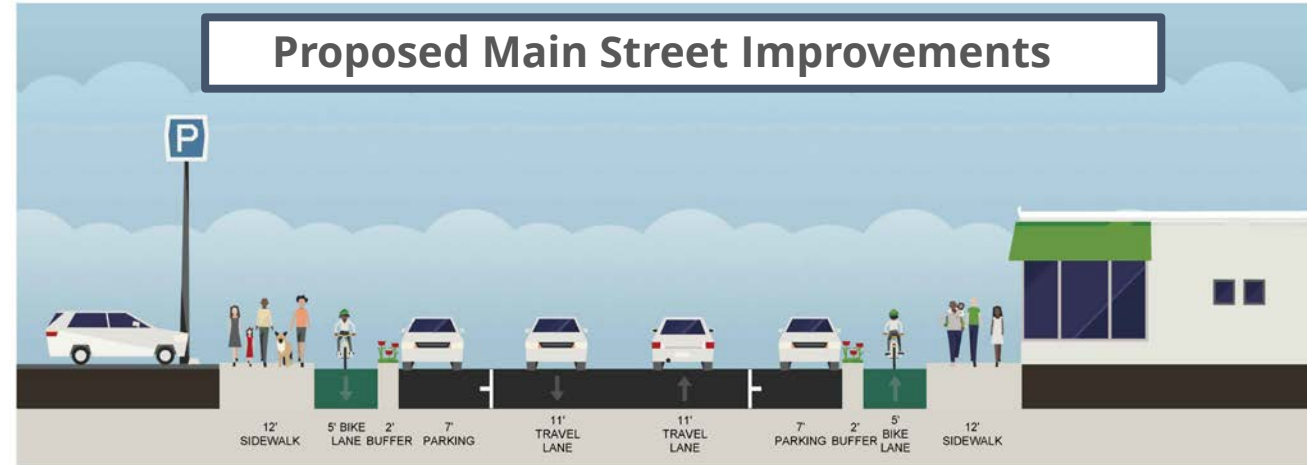 Proposed Main Street Improvements
P
12'
SIDEWALK
5' BIKE
LANE
2'
BUFFER
7'
PARKING
11'
TRAVEL
LANE
11'
TRAVEL
LANE
7'
PARKING
2'
BUFFER
5'
BIKE
LANE
12'
SIDEWALK